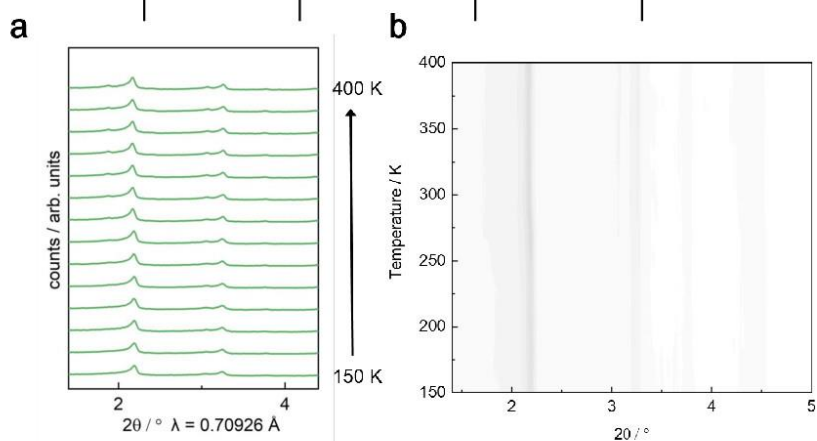 a
400 K
150 K
counts / arb. units
2
4
2θ / ° λ = 0.70926 Å
b
400
350
300
250
200
150
Temperature / K
2
3
4
5
2θ / °